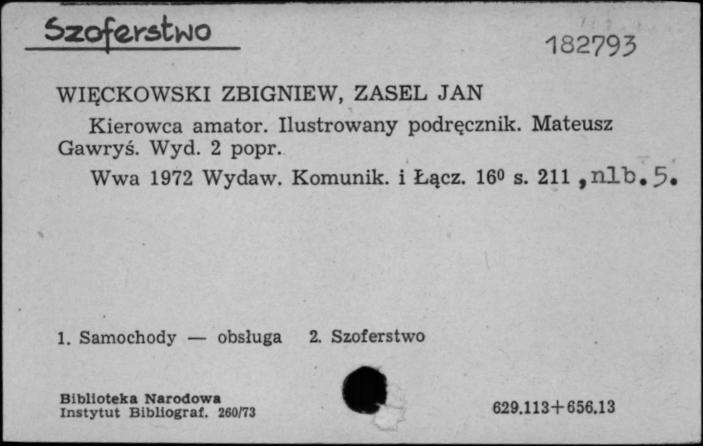 Szoferstwo
182793
WIĘCKOWSKI ZBIGNIEW, ZASEL JAN
Kierowca amator. Ilustrowany podręcznik. Mateusz
Gawryś. Wyd. 2 popr.
Wwa 1972 Wydaw. Komunik. i Łącz. 16⁰ s. 211 , nlb. 5.
1. Samochody — obsługa 2. Szoferstwo
Biblioteka Narodowa
Instytut Bibliograf. 260/73
629.113+656.13